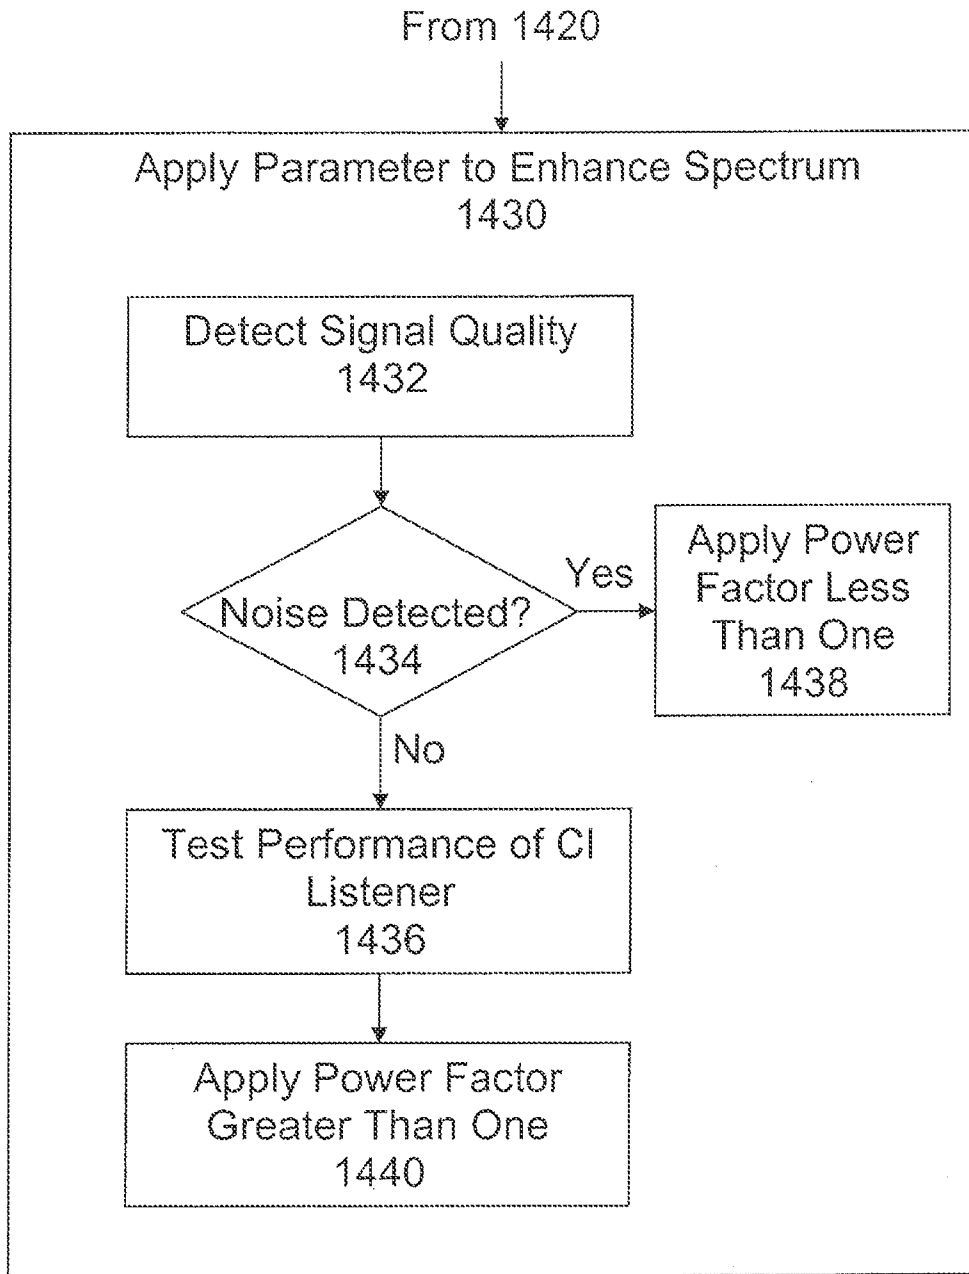 From 1420
Apply Parameter to Enhance Spectrum
1430
Detect Signal Quality
1432
Noise Detected?
1434
Yes
Apply Power
Factor Less
Than One
1438
No
Test Performance of CI
Listener
1436
Apply Power Factor
Greater Than One
1440